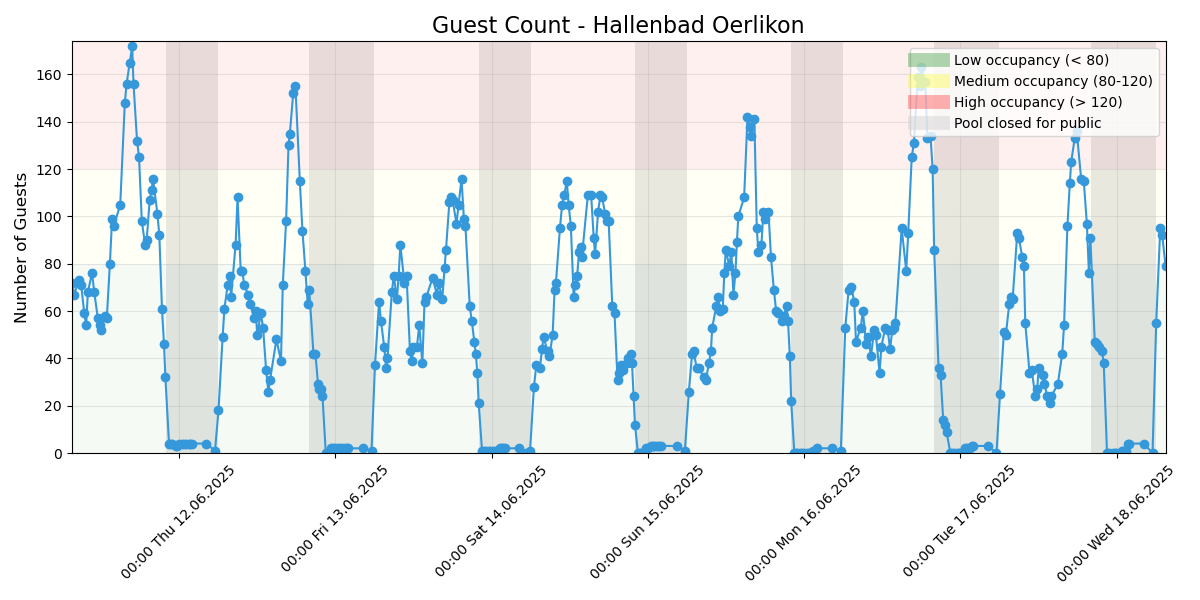 Guest Count - Hallenbad Oerlikon
Number of Guests
160
140
120
100
80
60
40
20
0
Low occupancy (< 80)
Medium occupancy (80-120)
High occupancy (> 120)
Pool closed for public
00:00 Thu 12.06.2025
00:00 Fri 13.06.2025
00:00 Sat 14.06.2025
00:00 Sun 15.06.2025
00:00 Mon 16.06.2025
00:00 Tue 17.06.2025
00:00 Wed 18.06.2025